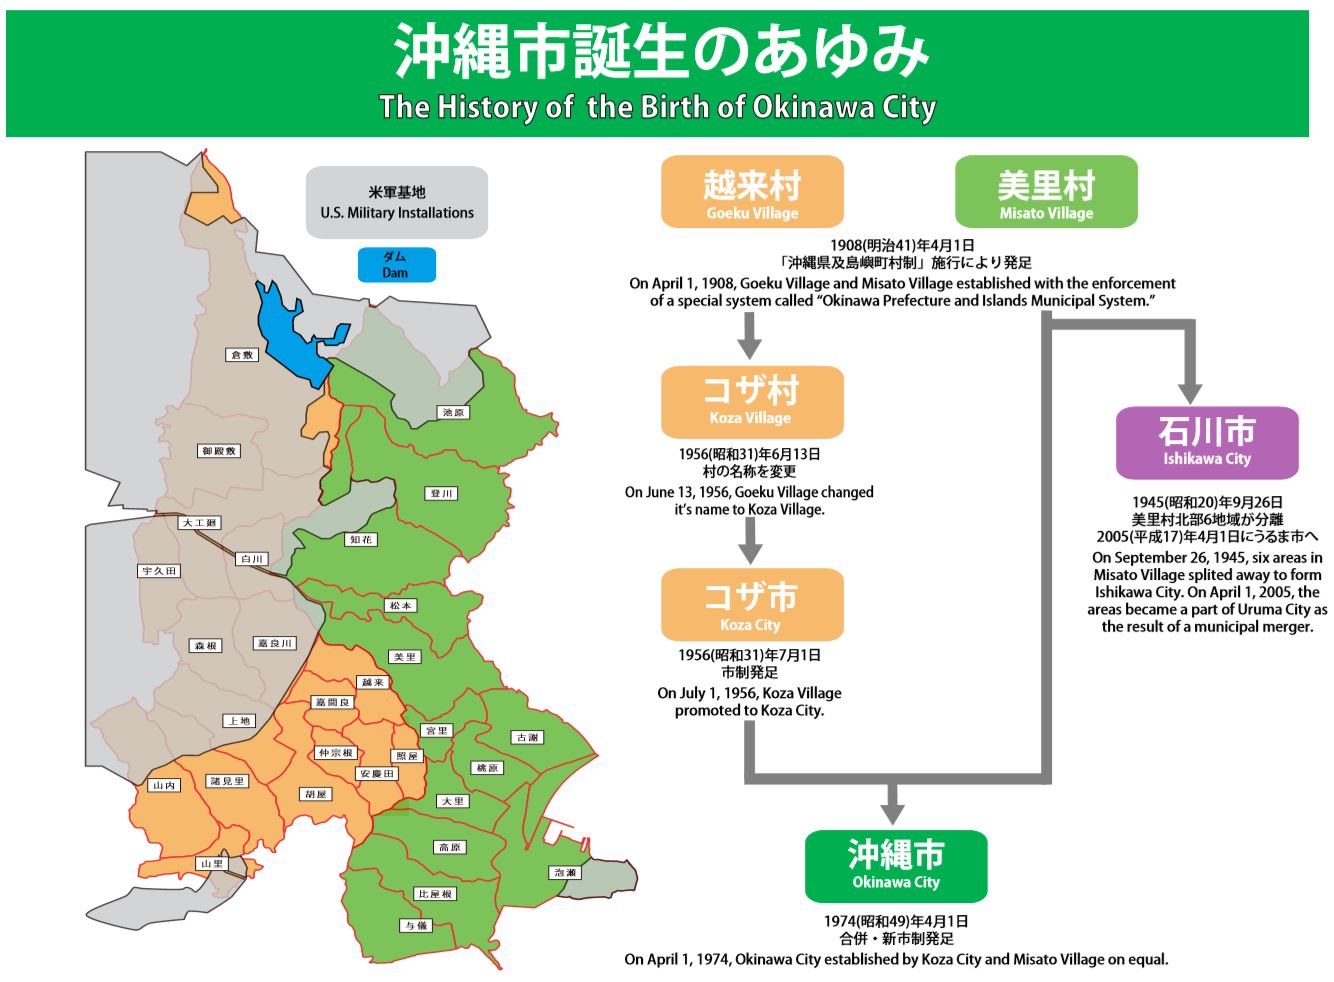 沖縄市誕生のあゆみ
The History of the Birth of Okinawa City
米軍基地
U.S. Military Installations
ダム
Dam
越来村
Goeku Village
美里村
Misato Village
1908(明治41)年4月1日
「沖縄県及島嶼町村制」施行により発足
On April 1, 1908, Goeku Village and Misato Village established with the enforcement
of a special system called “Okinawa Prefecture and Islands Municipal System.”
コザ村
Koza Village
1956(昭和31)年6月13日
村の名称を変更
On June 13, 1956, Goeku Village changed
it's name to Koza Village.
石川市
Ishikawa City
1945(昭和20)年9月26日
美里村北部6地域が分離
2005(平成17)年4月1日にうるま市へ
On September 26, 1945, six areas in
Misato Village splited away to form
Ishikawa City. On April 1, 2005, the
areas became a part of Uruma City as
the result of a municipal merger.
コザ市
Koza City
1956(昭和31)年7月1日
市制発足
On July 1, 1956, Koza Village
promoted to Koza City.
沖縄市
Okinawa City
1974(昭和49)年4月1日
合併・新市制発足
On April 1, 1974, Okinawa City established by Koza City and Misato Village on equal.
倉敷
池原
御殿敷
登川
大工廻
知花
白川
宇久田
松本
森根
嘉良川
美里
越来
嘉間良
上地
宮里
古謝
仲宗根
照屋
桃原
安慶田
山内
諸見里
胡屋
大里
高原
山里
泡瀬
比屋根
与儀